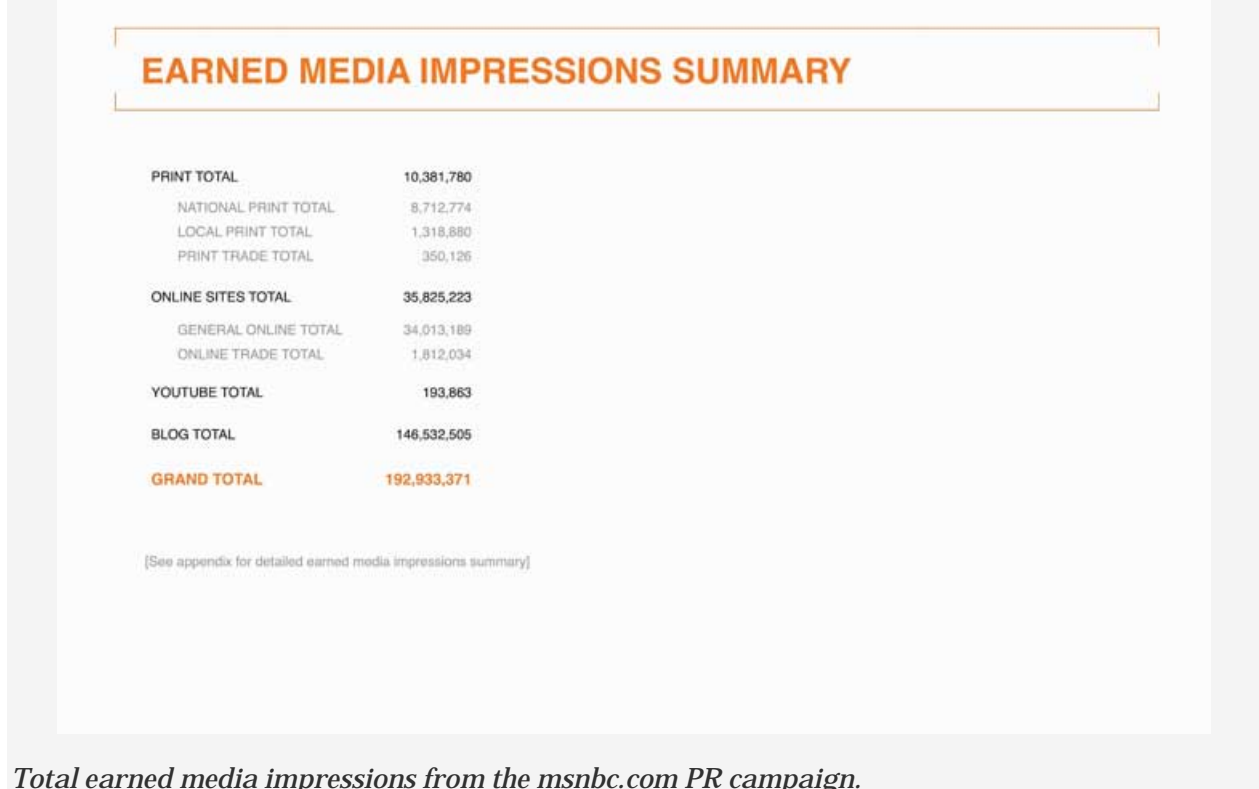 EARNED MEDIA IMPRESSIONS SUMMARY
PRINT TOTAL 10,381,780
NATIONAL PRINT TOTAL 8,712,774
LOCAL PRINT TOTAL 1,318,880
PRINT TRADE TOTAL 350,126
ONLINE SITES TOTAL 35,825,223
GENERAL ONLINE TOTAL 34,013,189
ONLINE TRADE TOTAL 1,812,034
YOUTUBE TOTAL 193,863
BLOG TOTAL 146,532,505
GRAND TOTAL 192,933,371
[See appendix for detailed earned media impressions summary]
Total earned media impressions from the msnbc.com PR campaign.